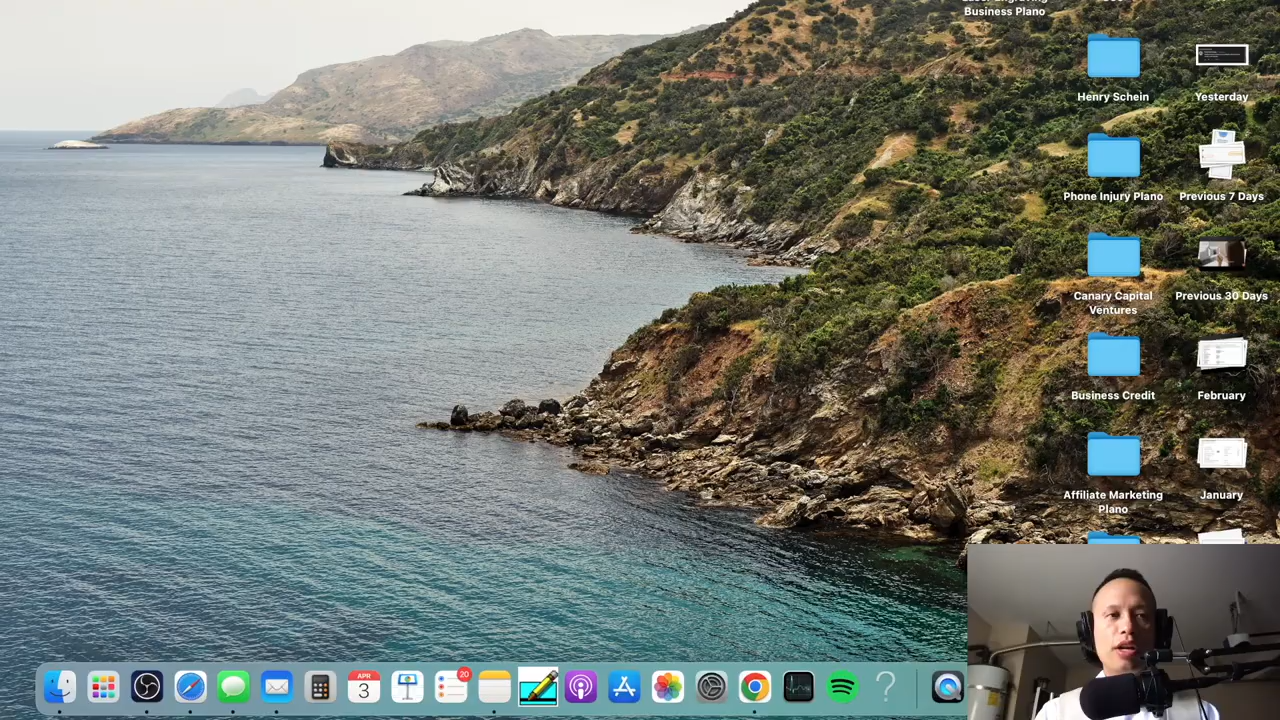 Business Plano
Henry Schein
Yesterday
Phone Injury Plano
Previous 7 Days
Canary Capital
Ventures
Previous 30 Days
Business Credit
February
Affiliate Marketing
Plano
January
APR
3
20